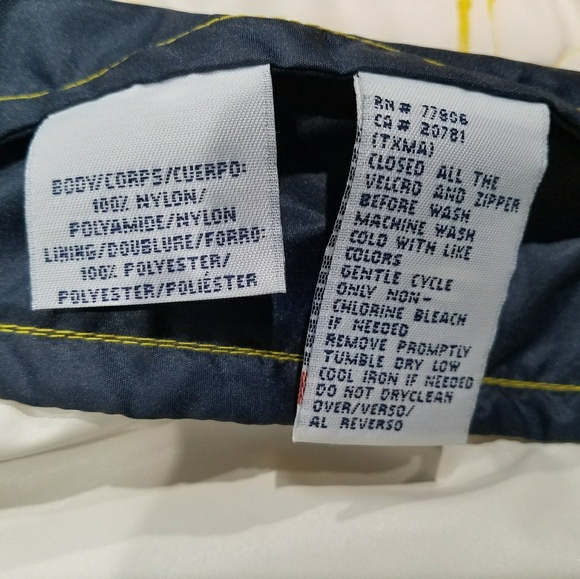 BODY/CORPS/CUERPO:
100% NYLON/
POLYAMIDE/NYLON
LINING/DOUBLURE/FORRO:
100% POLYESTER/
POLYESTER/POLIÉSTER
RN # 77806
CA # 20781
(TXMA)
CLOSED ALL THE
VELCRO AND ZIPPER
BEFORE WASH
MACHINE WASH
COLD WITH LIKE
COLORS
GENTLE CYCLE
ONLY NON-
CHLORINE BLEACH
IF NEEDED
REMOVE PROMPTLY
TUMBLE DRY LOW
COOL IRON IF NEEDED
DO NOT DRYCLEAN
OVER/VERSO/
AL REVERSO